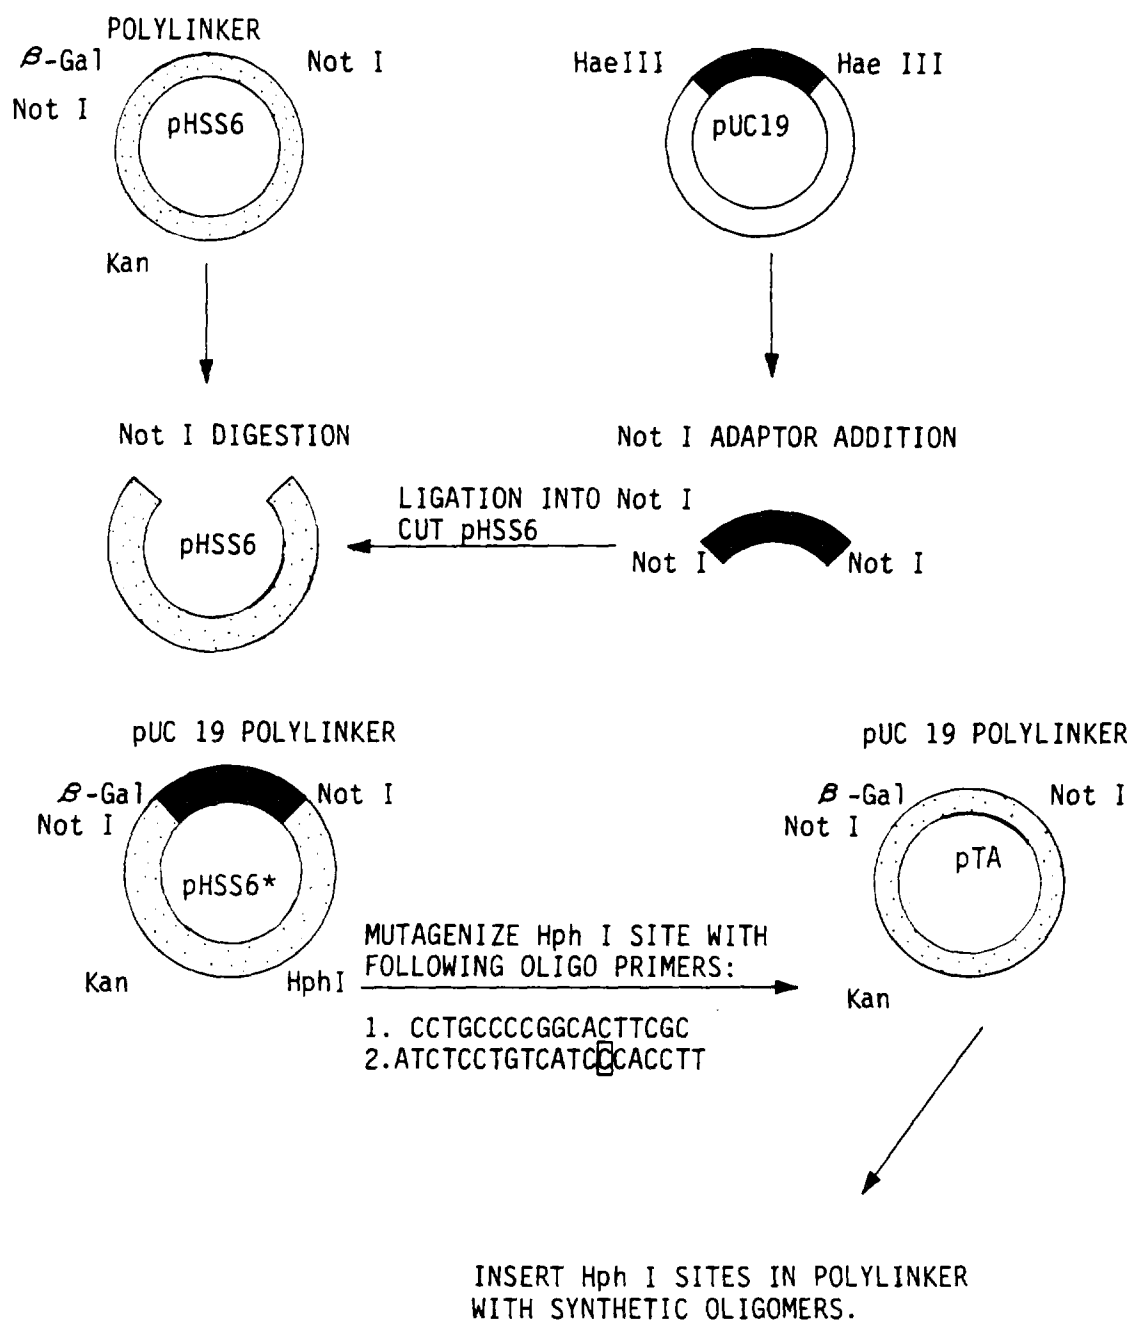 POLYLINKER
β-Gal
Not I
Not I
pHSS6
Kan
HaeIII
Hae III
pUC19
Not I DIGESTION
Not I ADAPTOR ADDITION
LIGATION INTO Not I
CUT pHSS6
pHSS6
Not I
Not I
pUC 19 POLYLINKER
β-Gal
Not I
Not I
pHSS6*
Kan
HphI
MUTAGENIZE Hph I SITE WITH
FOLLOWING OLIGO PRIMERS:
1. CCTGCCCCGGCACTTCGC
2.ATCTCCTGTCATCCCACCTT
pUC 19 POLYLINKER
β-Gal
Not I
Not I
pTA
Kan
INSERT Hph I SITES IN POLYLINKER
WITH SYNTHETIC OLIGOMERS.